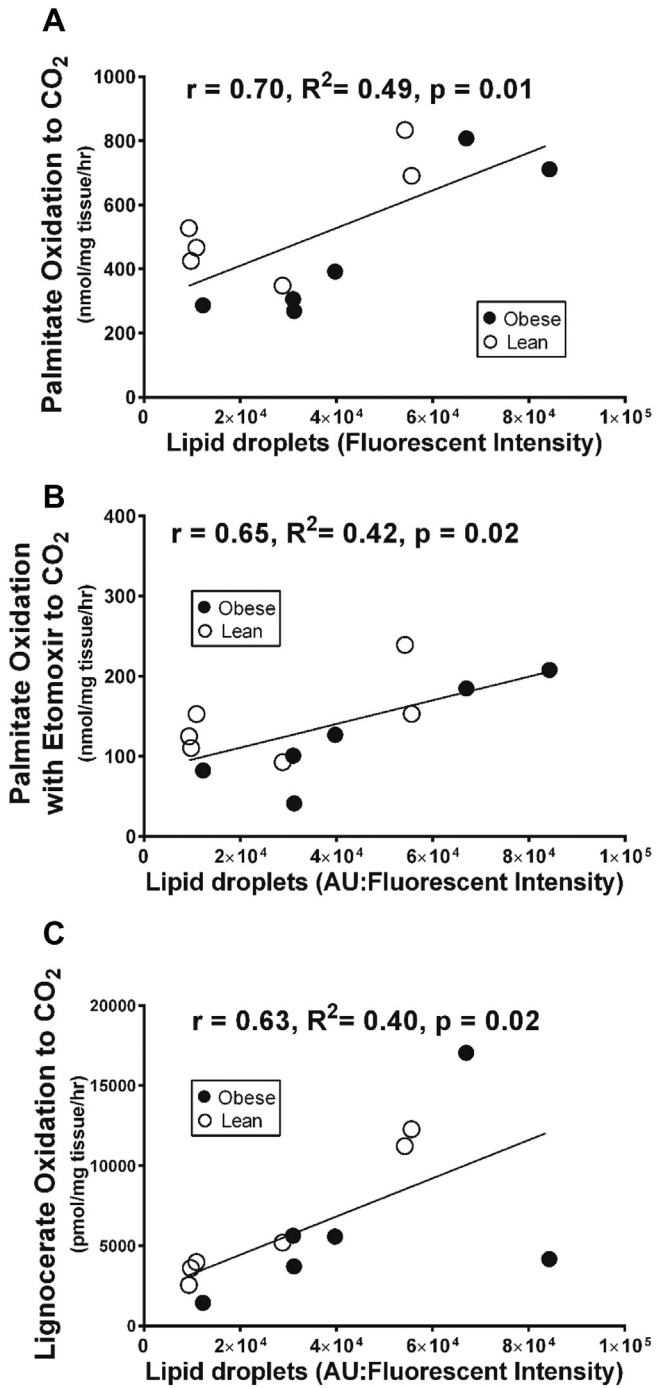 A
Palmitate Oxidation to CO₂
(nmol/mg tissue/hr)
r = 0.70, R²= 0.49, p = 0.01
1000
800
600
400
200
0
Obese
Lean
0 2×10⁴ 4×10⁴ 6×10⁴ 8×10⁴ 1×10⁵
Lipid droplets (Fluorescent Intensity)
B
Palmitate Oxidation
with Etomoxir to CO₂
(nmol/mg tissue/hr)
r = 0.65, R²= 0.42, p = 0.02
400
300
200
100
0
Obese
Lean
0 2×10⁴ 4×10⁴ 6×10⁴ 8×10⁴ 1×10⁵
Lipid droplets (AU:Fluorescent Intensity)
C
Lignocerate Oxidation to CO₂
(pmol/mg tissue/hr)
r = 0.63, R²= 0.40, p = 0.02
20000
15000
10000
5000
0
Obese
Lean
0 2×10⁴ 4×10⁴ 6×10⁴ 8×10⁴ 1×10⁵
Lipid droplets (AU:Fluorescent Intensity)